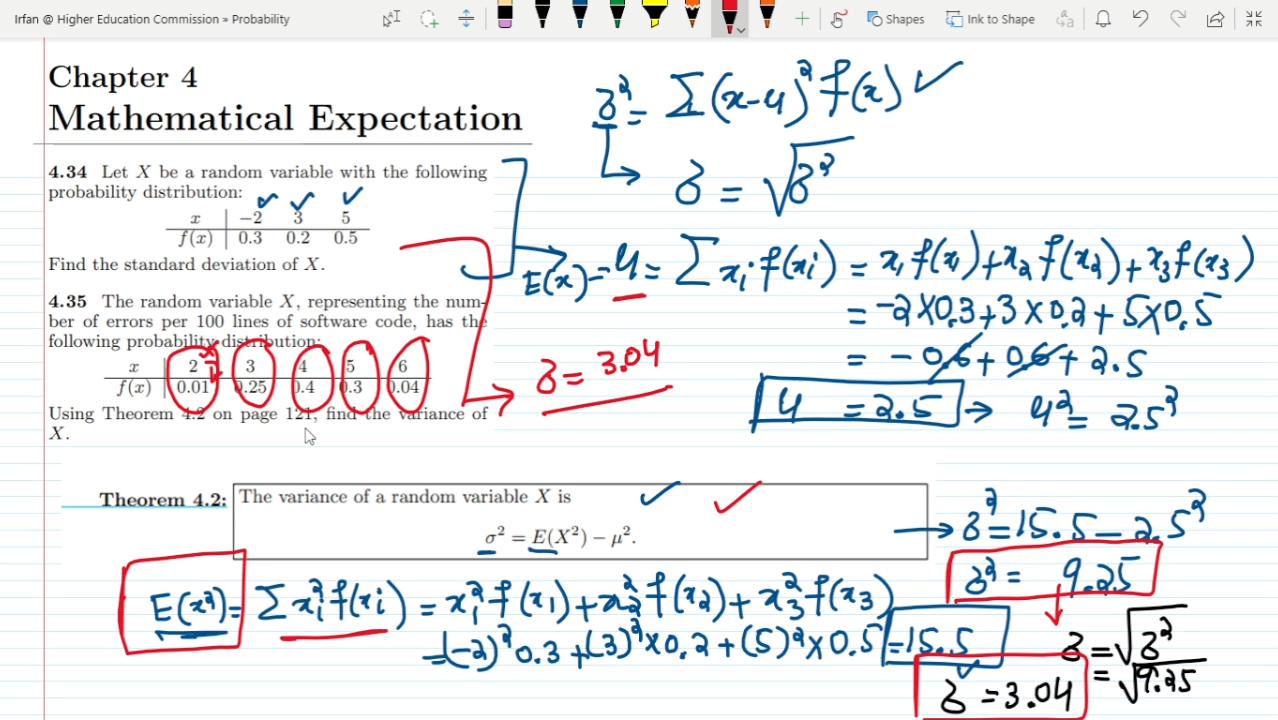 Irfan @ Higher Education Commission » Probability
Shapes
Ink to Shape
Chapter 4
Mathematical Expectation
4.34 Let X be a random variable with the following
probability distribution:
x | −2 3 5
f(x) | 0.3 0.2 0.5
Find the standard deviation of X.
4.35 The random variable X, representing the num-
ber of errors per 100 lines of software code, has the
following probability distribution:
x | 2 3 4 5 6
f(x) | 0.01 0.25 0.4 0.3 0.04
Using Theorem 4.2 on page 121, find the variance of
X.
σ² = Σ(x−μ)² f(x) ✓
σ = √σ²
E(x) = μ = Σ xᵢ f(xᵢ) = x₁ f(x₁) + x₂ f(x₂) + x₃ f(x₃)
= −2×0.3 + 3×0.2 + 5×0.5
= −0.6 + 0.6 + 2.5
μ = 2.5 → μ² = 2.5²
σ = 3.04
Theorem 4.2: The variance of a random variable X is
σ² = E(X²) − μ².
→ σ² = 15.5 − 2.5²
σ² = 9.25
E(x²) = Σ xᵢ² f(xᵢ) = x₁² f(x₁) + x₂² f(x₂) + x₃² f(x₃)
= (−2)² 0.3 + (3)² × 0.2 + (5)² × 0.5 = 15.5
σ = √σ²
= √9.25
σ = 3.04